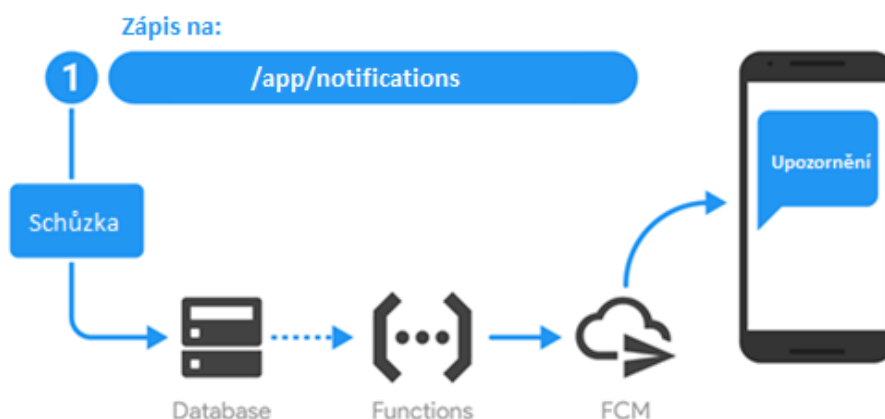 Zápis na:
1
/app/notifications
Upozornění
Schůzka
Database
Functions
FCM